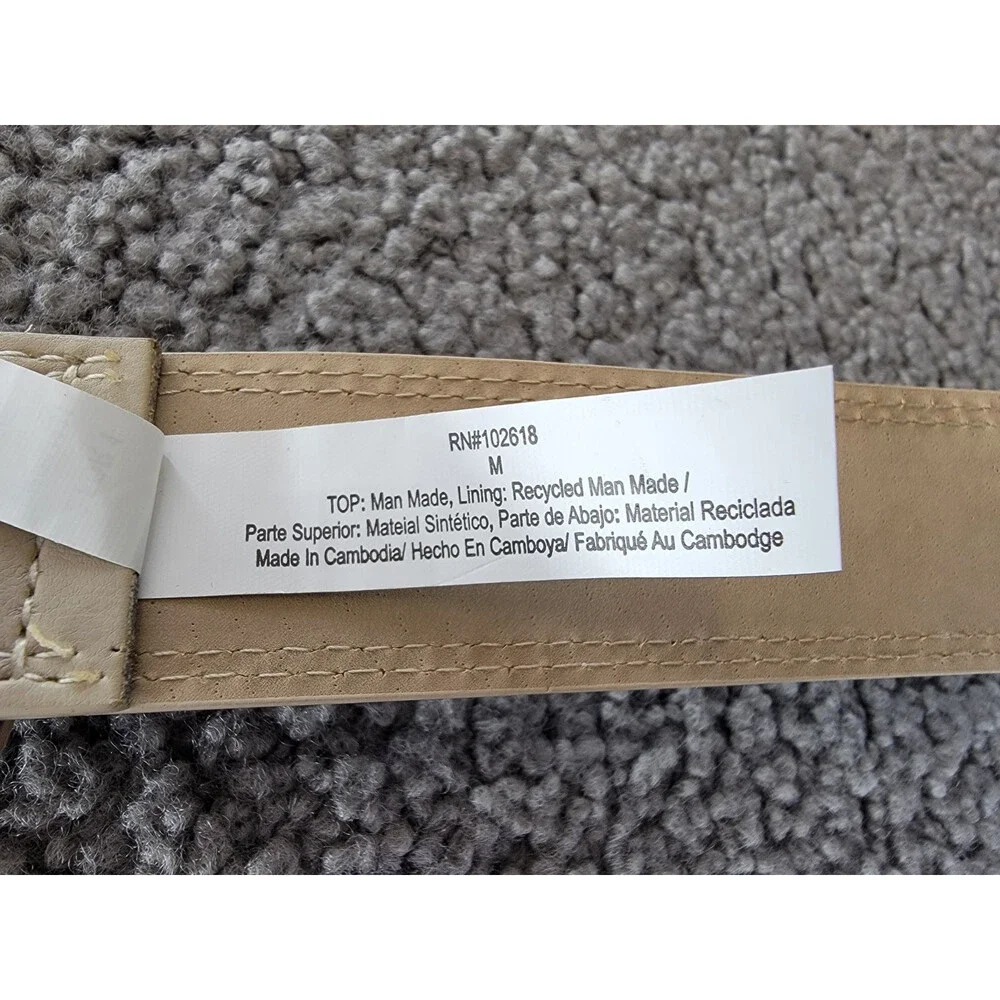 RN#102618
M
TOP: Man Made, Lining: Recycled Man Made /
Parte Superior: Mateial Sintético, Parte de Abajo: Material Reciclada
Made In Cambodia/ Hecho En Camboya/ Fabriqué Au Cambodge